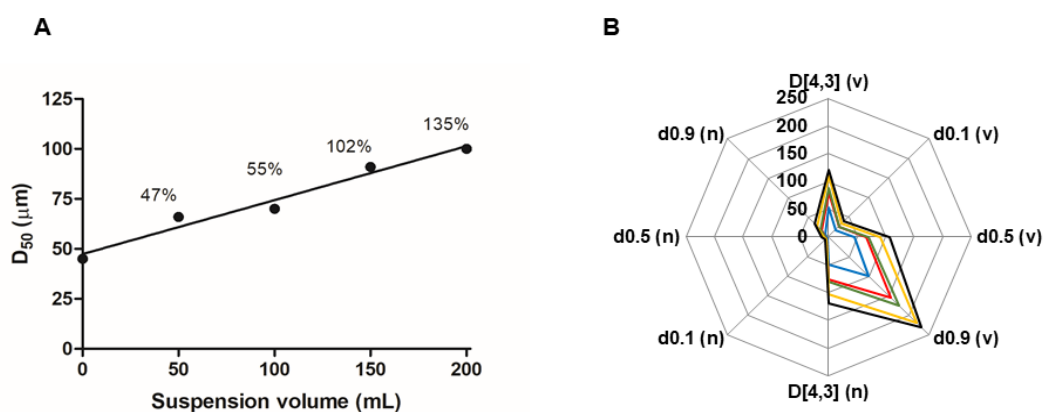 A
B
125
100
75
50
25
0
D50 (μm)
47%
55%
102%
135%
0
50
100
150
200
Suspension volume (mL)
D[4,3] (v)
250
200
150
100
50
0
d0.1 (v)
d0.5 (v)
d0.9 (v)
D[4,3] (n)
d0.1 (n)
d0.5 (n)
d0.9 (n)